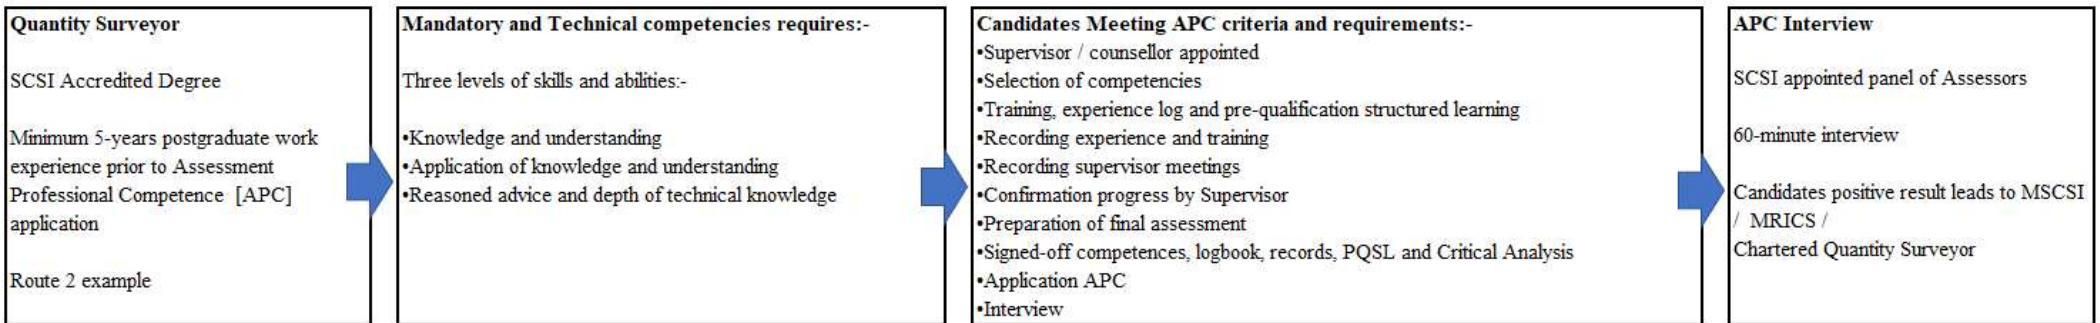 Quantity Surveyor
SCSI Accredited Degree
Minimum 5-years postgraduate work
experience prior to Assessment
Professional Competence [APC]
application
Route 2 example
Mandatory and Technical competencies requires:-
Three levels of skills and abilities:-
•Knowledge and understanding
•Application of knowledge and understanding
•Reasoned advice and depth of technical knowledge
Candidates Meeting APC criteria and requirements:-
•Supervisor / counsellor appointed
•Selection of competencies
•Training, experience log and pre-qualification structured learning
•Recording experience and training
•Recording supervisor meetings
•Confirmation progress by Supervisor
•Preparation of final assessment
•Signed-off competences, logbook, records, PQSL and Critical Analysis
•Application APC
•Interview
APC Interview
SCSI appointed panel of Assessors
60-minute interview
Candidates positive result leads to MSCSI
/ MRICS /
Chartered Quantity Surveyor